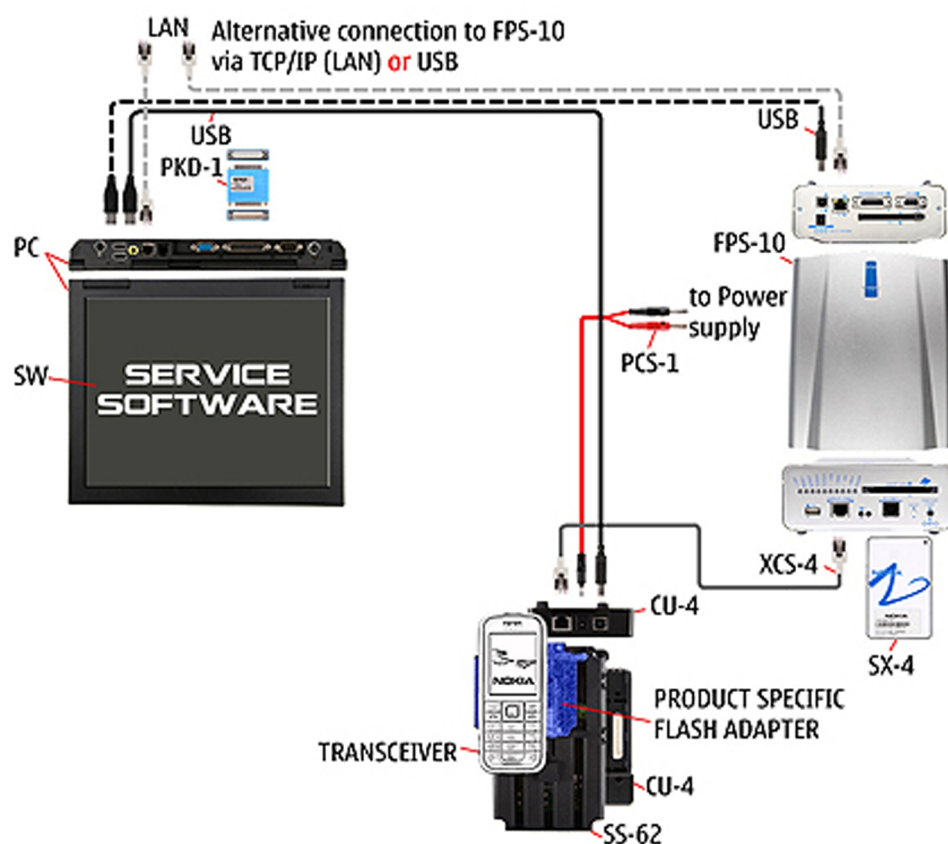 LAN
Alternative connection to FPS-10
via TCP/IP (LAN) or USB
USB
PKD-1
USB
PC
FPS-10
to Power
supply
PCS-1
SW
SERVICE
SOFTWARE
XCS-4
CU-4
SX-4
NOKIA
NOKIA
PRODUCT SPECIFIC
FLASH ADAPTER
TRANSCEIVER
CU-4
SS-62